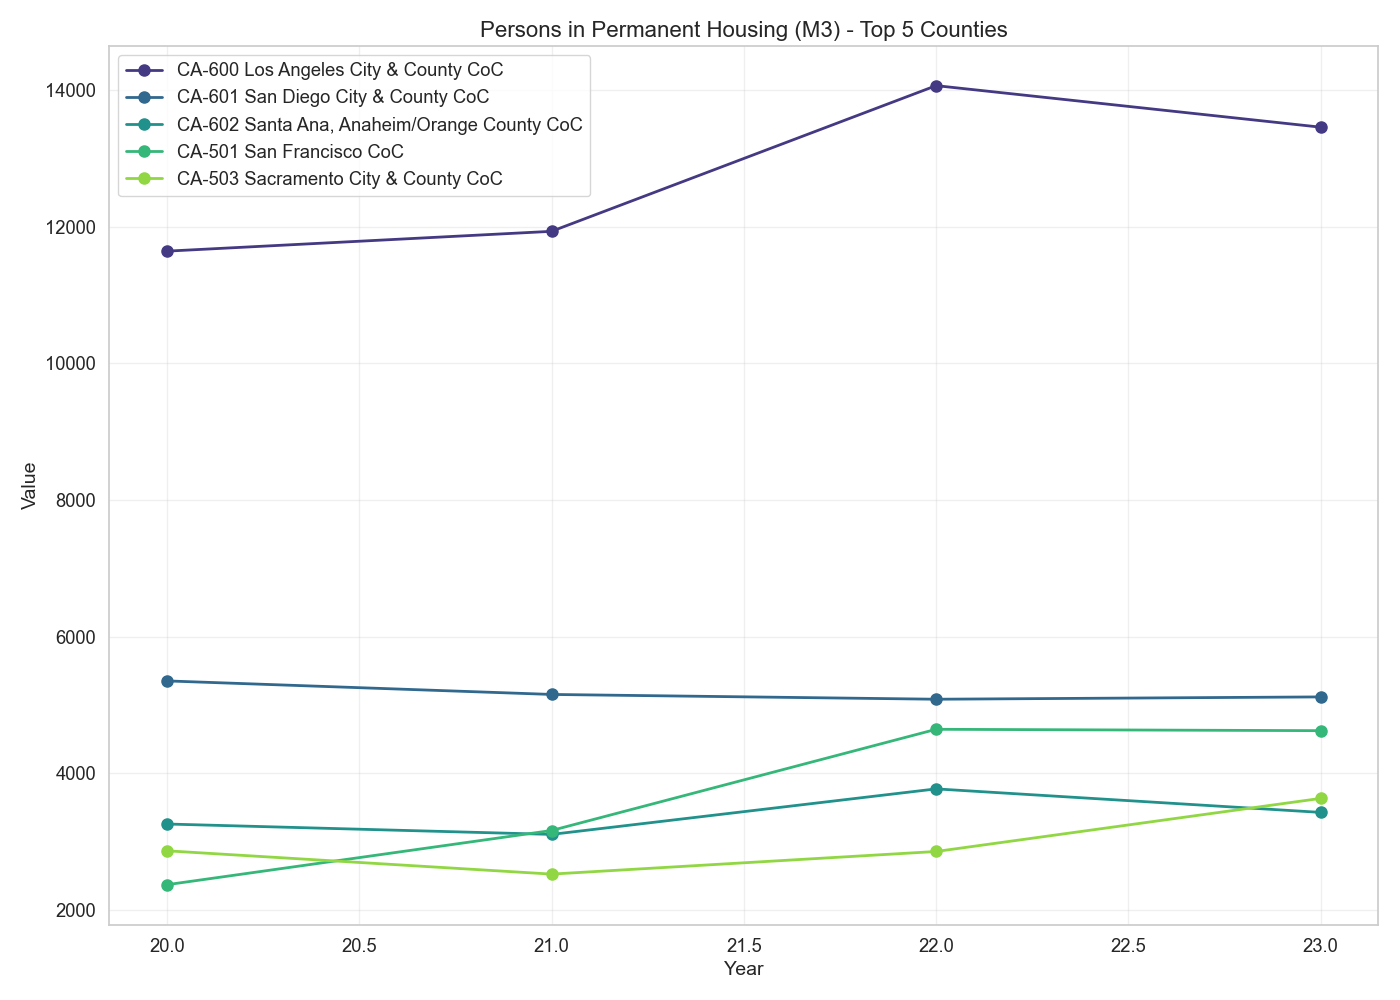 Persons in Permanent Housing (M3) - Top 5 Counties
CA-600 Los Angeles City & County CoC
CA-601 San Diego City & County CoC
CA-602 Santa Ana, Anaheim/Orange County CoC
CA-501 San Francisco CoC
CA-503 Sacramento City & County CoC
14000
12000
10000
8000
6000
4000
2000
Value
20.0 20.5 21.0 21.5 22.0 22.5 23.0
Year